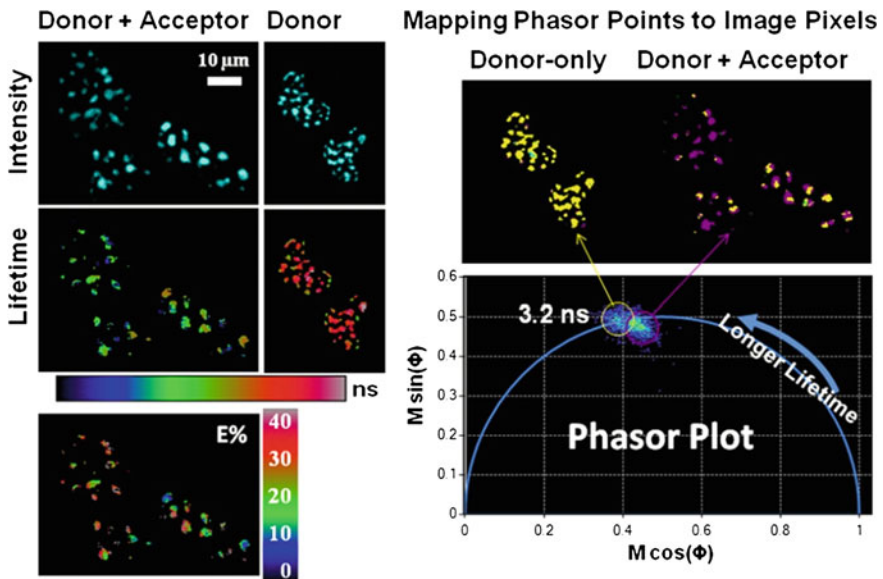 Donor + Acceptor
Donor
Mapping Phasor Points to Image Pixels
Donor-only
Donor + Acceptor
Intensity
10 µm
Lifetime
ns
E%
40
30
20
10
0
0.6
0.5
0.4
0.3
0.2
0.1
0
3.2 ns
Longer Lifetime
Phasor Plot
M sin(Φ)
0
0.2
0.4
0.6
0.8
1
M cos(Φ)